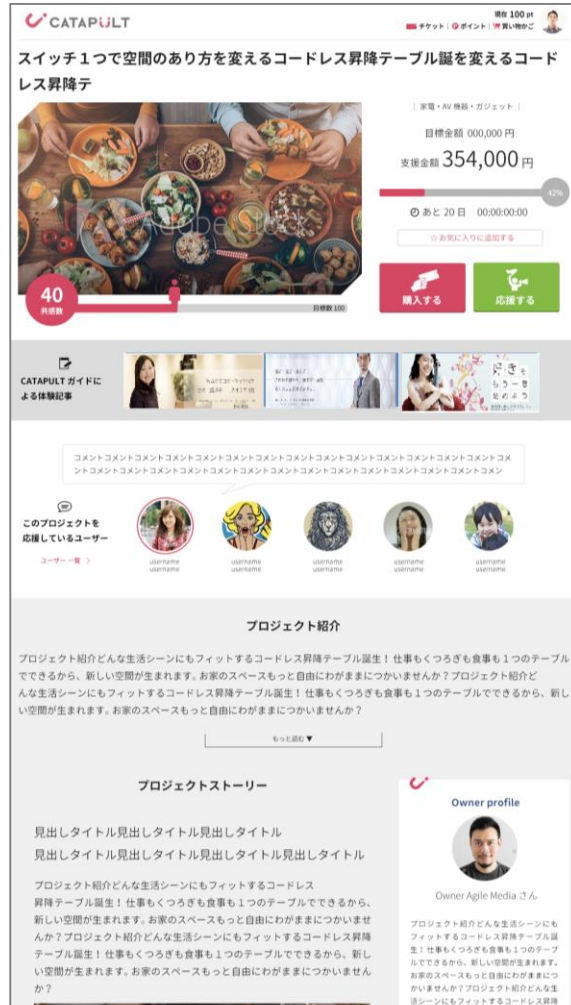 CATAPULT
現在 100 pt
チケット | ポイント | 買い物かご
スイッチ１つで空間のあり方を変えるコードレス昇降テーブル誕を変えるコード
レス昇降テ
| 家電・AV 機器・ガジェット |
目標金額 000,000 円
支援金額 354,000 円
42%
あと 20 日 00:00:00:00
☆ お気に入りに追加する
購入する
応援する
Adobe Stock
40
共感数
目標数 100
CATAPULT ガイドに
よる体験記事
好きを
もう一度
始めよう
コメントコメントコメントコメントコメントコメントコメントコメントコメントコメントコメントコメ
ントコメントコメントコメントコメントコメントコメントコメントコメントコメントコメントコメン
このプロジェクトを
応援しているユーザー
ユーザー一覧 >
username username username username username
username username username username username
プロジェクト紹介
プロジェクト紹介どんな生活シーンにもフィットするコードレス昇降テーブル誕生！ 仕事もくつろぎも食事も１つのテーブル
でできるから、新しい空間が生まれます。お家のスペースもっと自由にわがままにつかいませんか？プロジェクト紹介ど
んな生活シーンにもフィットするコードレス昇降テーブル誕生！ 仕事もくつろぎも食事も１つのテーブルでできるから、新し
い空間が生まれます。お家のスペースもっと自由にわがままにつかいませんか？
もっと読む ▼
プロジェクトストーリー
見出しタイトル見出しタイトル見出しタイトル
見出しタイトル見出しタイトル見出しタイトル見出しタイトル
プロジェクト紹介どんな生活シーンにもフィットするコードレス
昇降テーブル誕生！ 仕事もくつろぎも食事も１つのテーブルでできるから、
新しい空間が生まれます。お家のスペースもっと自由にわがままにつかいませ
んか？プロジェクト紹介どんな生活シーンにもフィットするコードレス昇降
テーブル誕生！ 仕事もくつろぎも食事も１つのテーブルでできるから、新し
い空間が生まれます。お家のスペースもっと自由にわがままにつかいません
か？
Owner profile
Owner Agile Media さん
プロジェクト紹介どんな生活シーンにも
フィットするコードレス昇降テーブル誕
生！ 仕事もくつろぎも食事も１つのテーブ
ルでできるから、新しい空間が生まれます。
お家のスペースもっと自由にわがままにつ
かいませんか？プロジェクト紹介どんな生
活シーンにもフィットするコードレス昇降